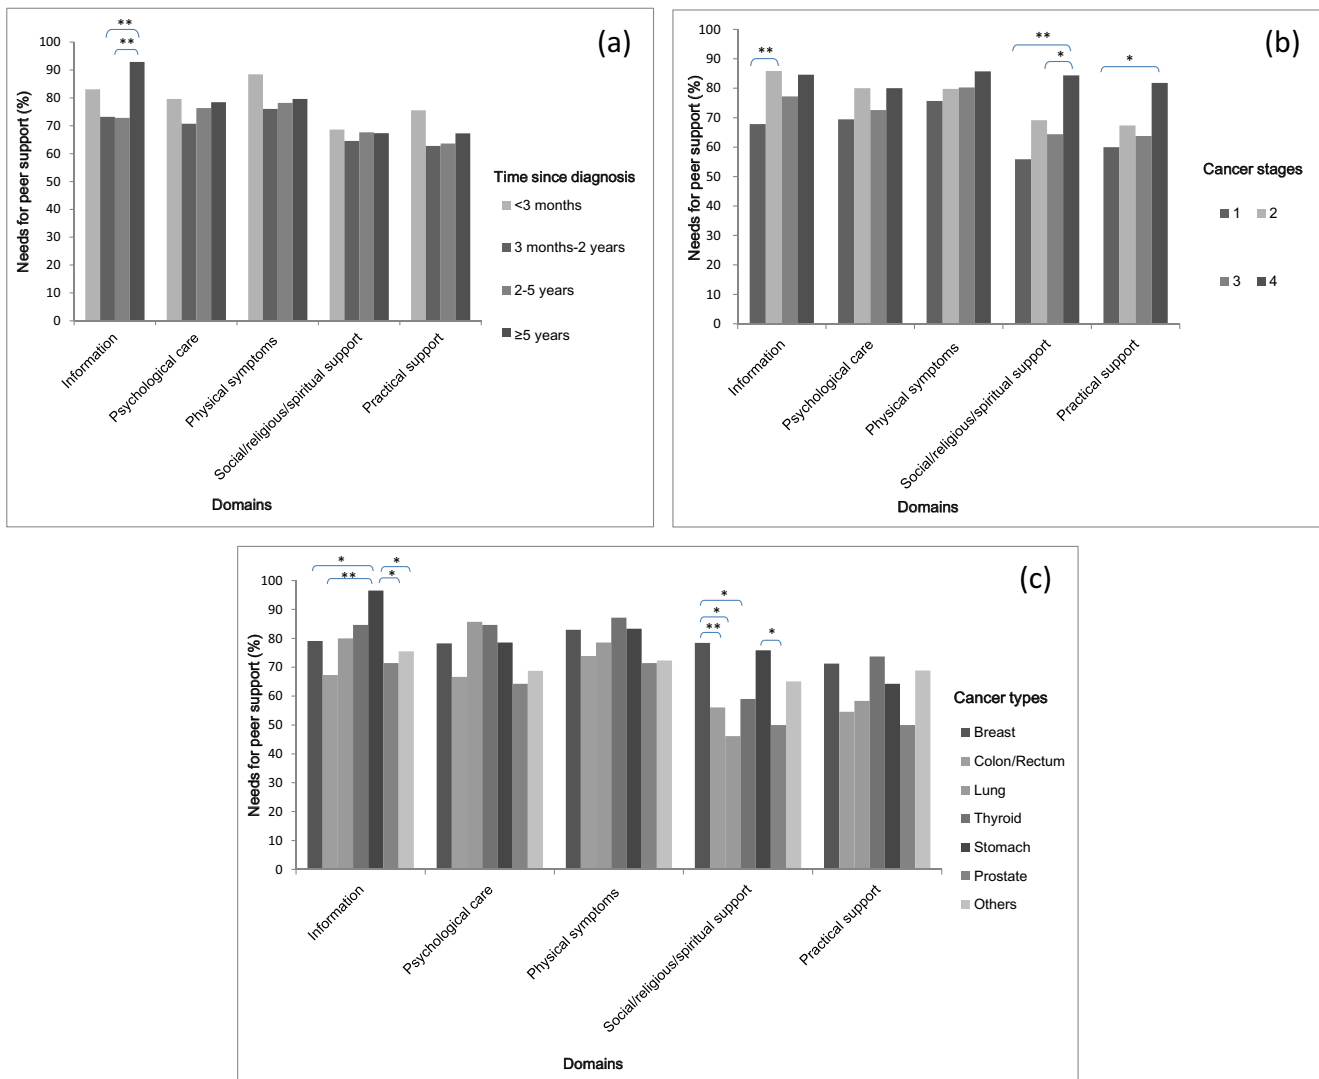 (a)
**
**
100
90
80
70
60
50
40
30
20
10
0
Needs for peer support (%)
Information
Psychological care
Physical symptoms
Social/religious/spiritual support
Practical support
Domains
Time since diagnosis
<3 months
3 months-2 years
2-5 years
≥5 years
(b)
**
**
*
*
100
90
80
70
60
50
40
30
20
10
0
Needs for peer support (%)
Information
Psychological care
Physical symptoms
Social/religious/spiritual support
Practical support
Domains
Cancer stages
1 2
3 4
(c)
* *
** *
*
*
**
*
100
90
80
70
60
50
40
30
20
10
0
Needs for peer support (%)
Information
Psychological care
Physical symptoms
Social/religious/spiritual support
Practical support
Domains
Cancer types
Breast
Colon/Rectum
Lung
Thyroid
Stomach
Prostate
Others